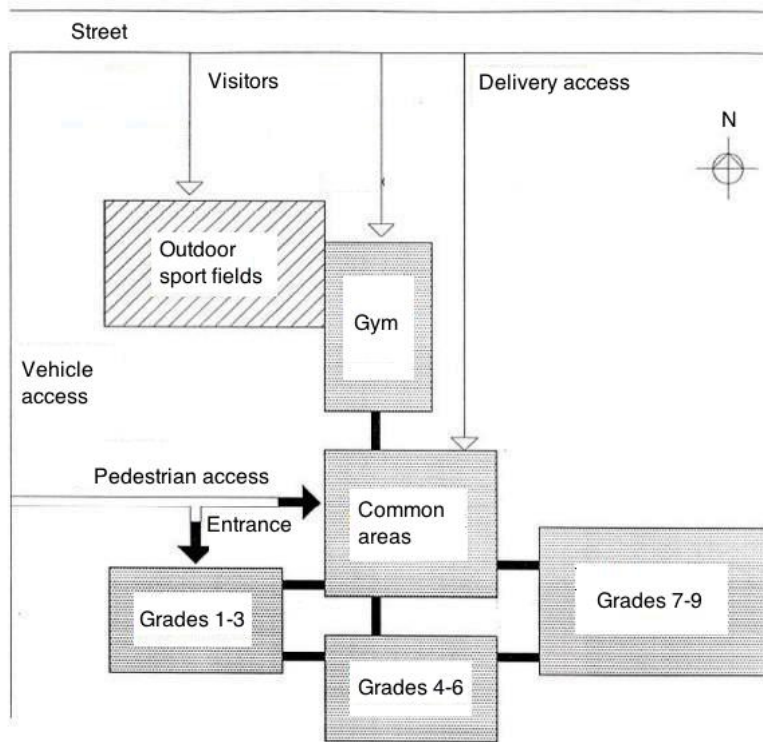 Street
Visitors
Delivery access
N
Outdoor
sport fields
Gym
Vehicle
access
Pedestrian access
Entrance
Common
areas
Grades 1-3
Grades 7-9
Grades 4-6